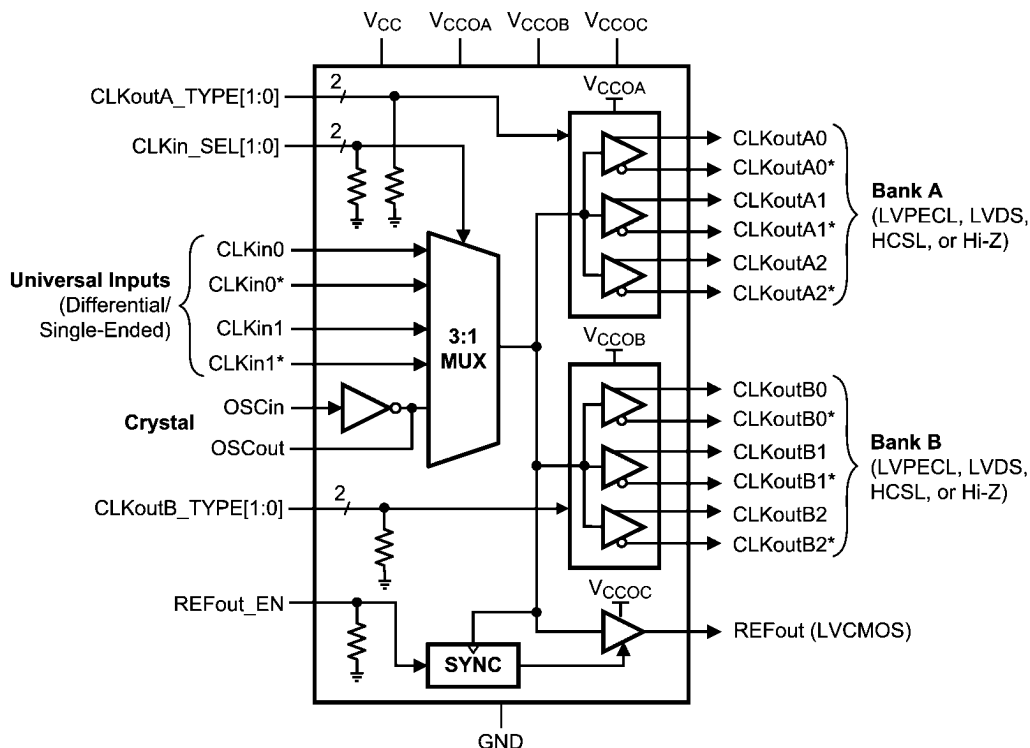 VCC
VCCOA
VCCOB
VCCOC
CLKoutA_TYPE[1:0]
2
CLKin_SEL[1:0]
2
Universal Inputs
(Differential/
Single-Ended)
CLKin0
CLKin0*
CLKin1
CLKin1*
Crystal
OSCin
OSCout
3:1
MUX
CLKoutB_TYPE[1:0]
2
REFout_EN
SYNC
VCCOA
CLKoutA0
CLKoutA0*
CLKoutA1
CLKoutA1*
CLKoutA2
CLKoutA2*
Bank A
(LVPECL, LVDS,
HCSL, or Hi-Z)
VCCOB
CLKoutB0
CLKoutB0*
CLKoutB1
CLKoutB1*
CLKoutB2
CLKoutB2*
Bank B
(LVPECL, LVDS,
HCSL, or Hi-Z)
VCCOC
REFout (LVCMOS)
GND